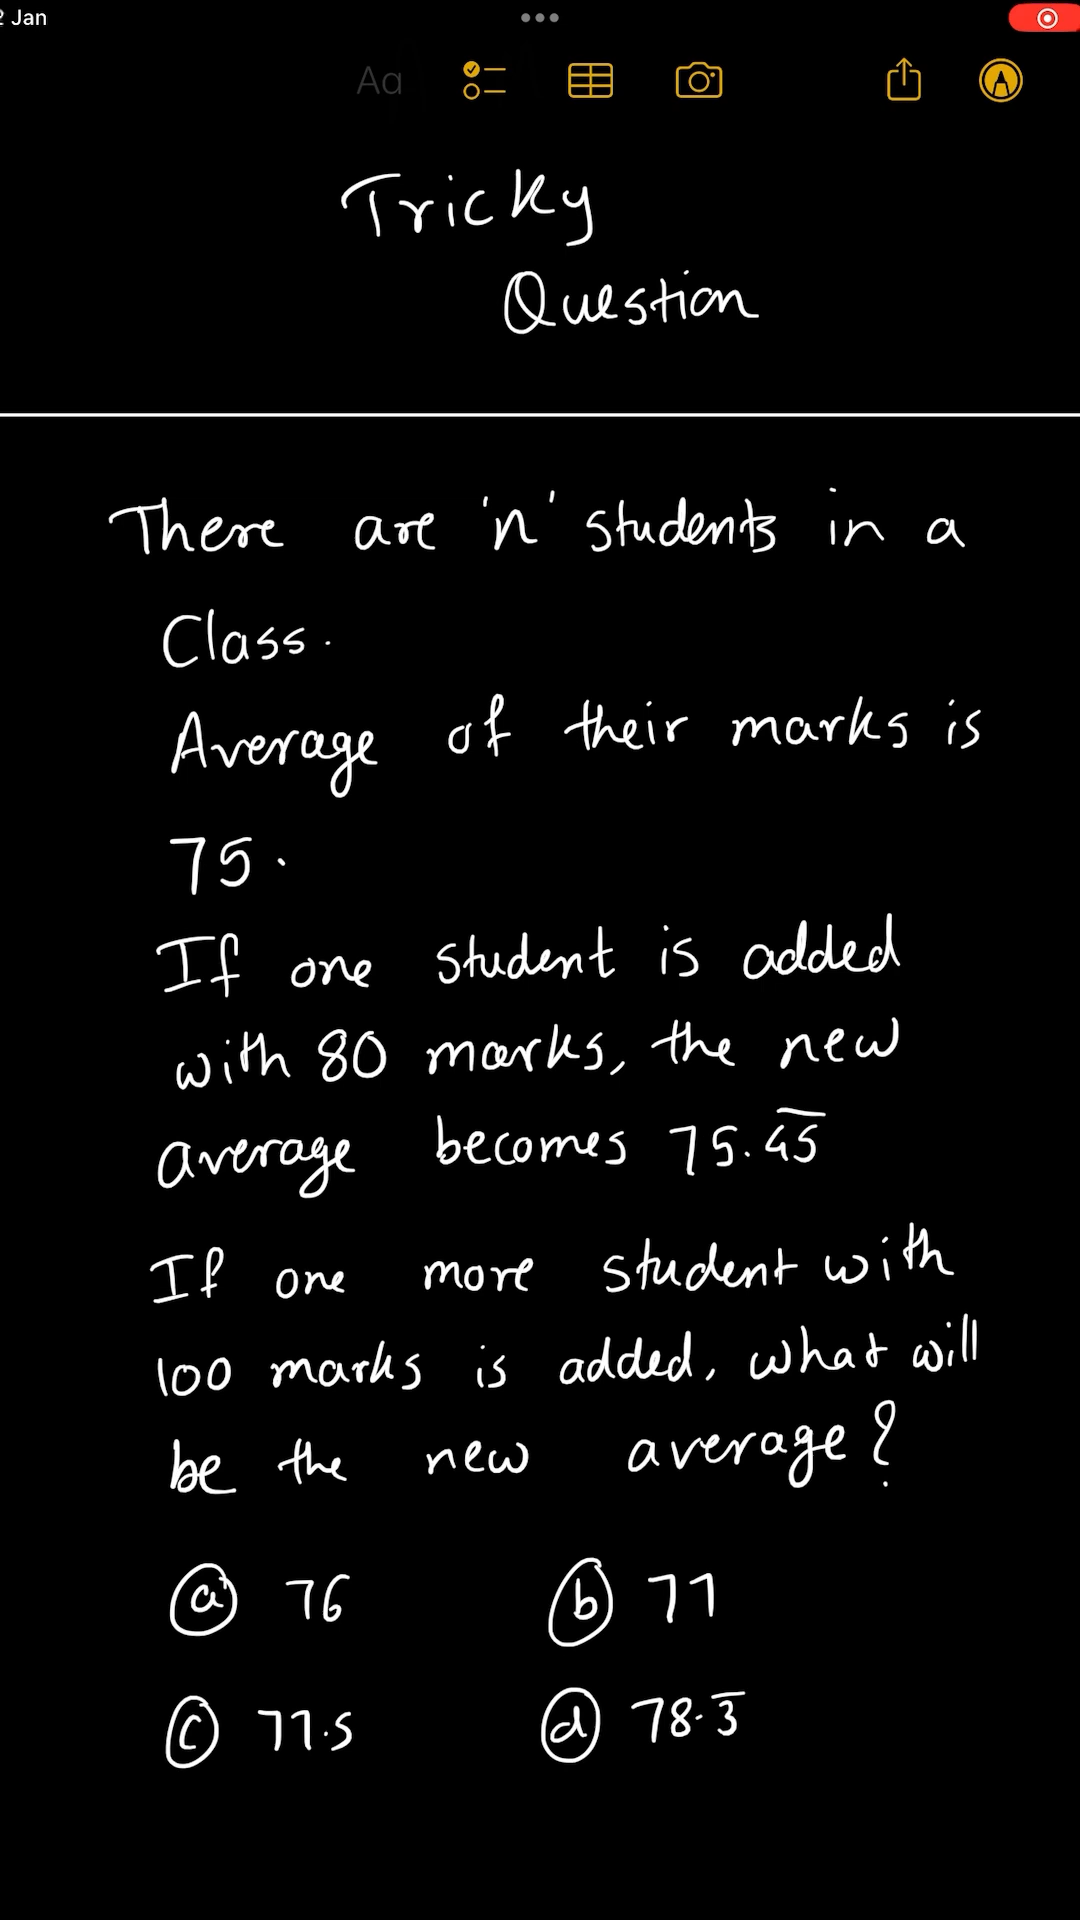 2 Jan
Aa
Tricky
Question
There are 'n' students in a
Class.
Average of their marks is
75.
If one student is added
with 80 marks, the new
average becomes 75.4̅5̅
If one more student with
100 marks is added, what will
be the new average?
(a) 76 (b) 77
(c) 77.5 (d) 78.3̅